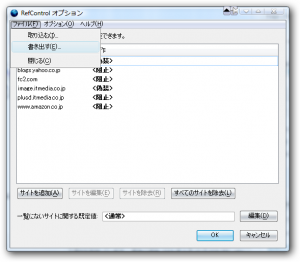 RefControl オプション
ファイル(F) オプション(O) ヘルプ(H)
取り込む(I)...
書き出す(E)...
閉じる(C)
できます。
blogs.yahoo.co.jp <阻止>
fc2.com <阻止>
image.itmedia.co.jp <偽装>
plusd.itmedia.co.jp <阻止>
www.amazon.co.jp <阻止>
サイトを追加(A) サイトを編集(E) サイトを除去(R) すべてのサイトを除去(L)
一覧にないサイトに関する既定値: <通常> 編集(D)
OK キャンセル